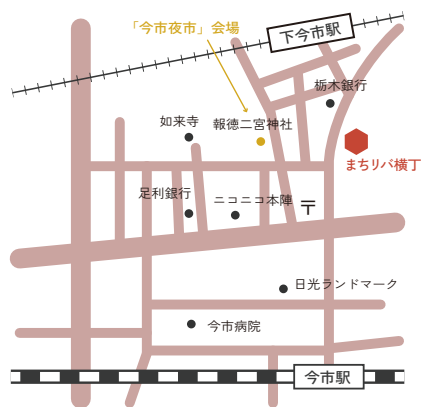 「今市夜市」会場
下今市駅
栃木銀行
如来寺
報徳二宮神社
まちリパ横丁
足利銀行
ニコニコ本陣
〒
日光ランドマーク
今市病院
今市駅